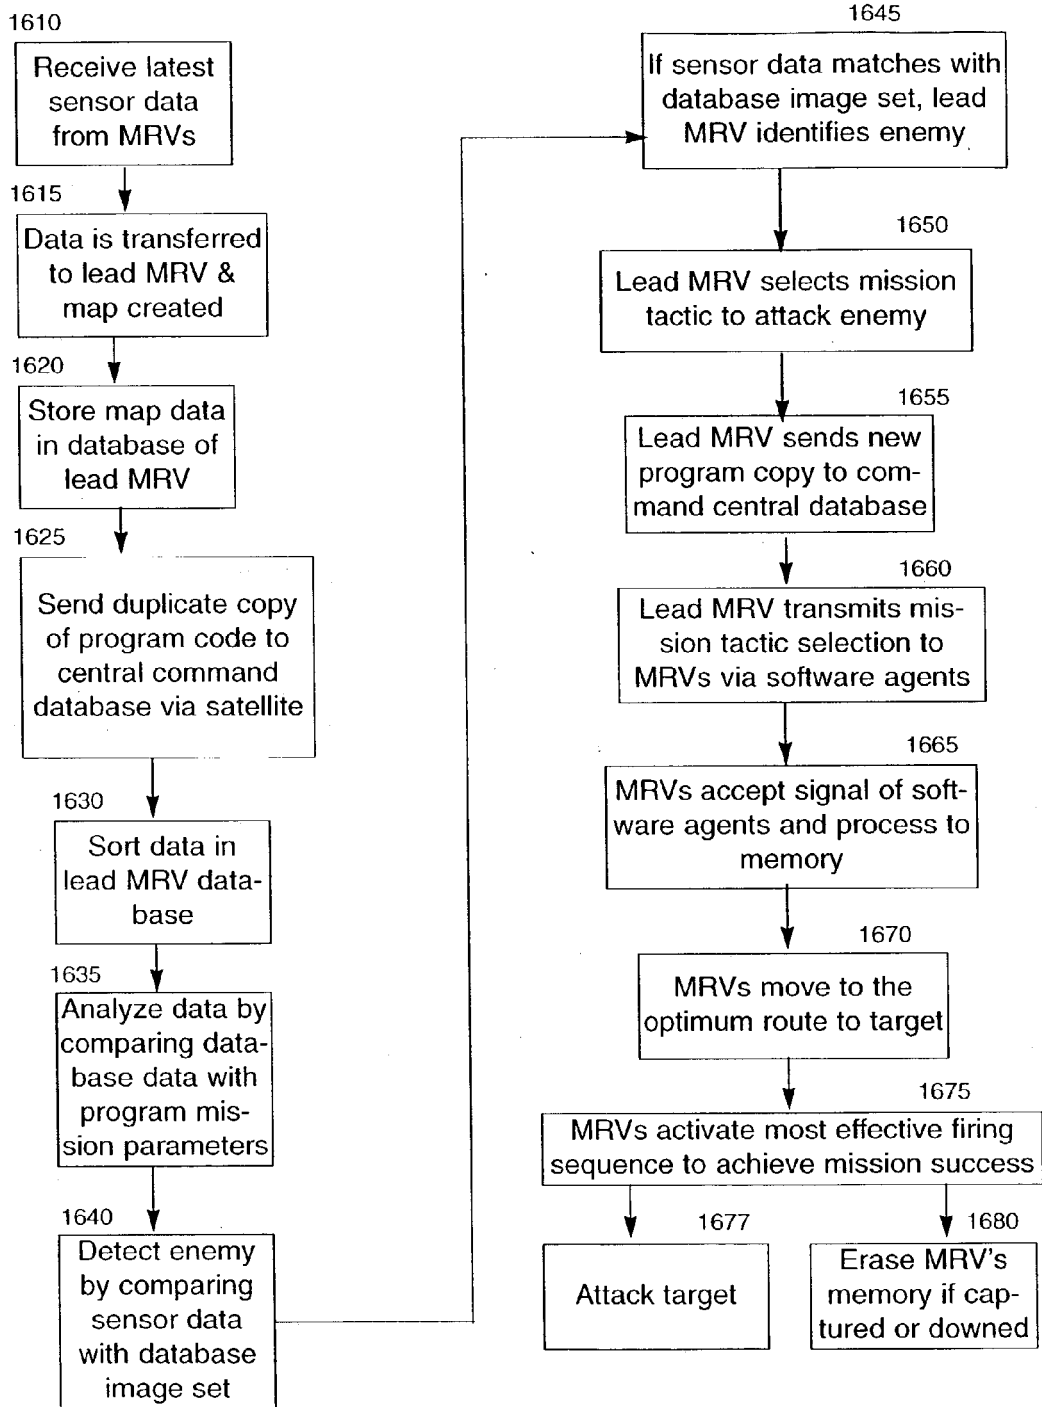 1610
Receive latest
sensor data
from MRVs
1615
Data is transferred
to lead MRV &
map created
1620
Store map data
in database of
lead MRV
1625
Send duplicate copy
of program code to
central command
database via satellite
1630
Sort data in
lead MRV data-
base
1635
Analyze data by
comparing data-
base data with
program mis-
sion parameters
1640
Detect enemy
by comparing
sensor data
with database
image set
1645
If sensor data matches with
database image set, lead
MRV identifies enemy
1650
Lead MRV selects mission
tactic to attack enemy
1655
Lead MRV sends new
program copy to com-
mand central database
1660
Lead MRV transmits mis-
sion tactic selection to
MRVs via software agents
1665
MRVs accept signal of soft-
ware agents and process to
memory
1670
MRVs move to the
optimum route to target
1675
MRVs activate most effective firing
sequence to achieve mission success
1677
Attack target
1680
Erase MRV's
memory if cap-
tured or downed